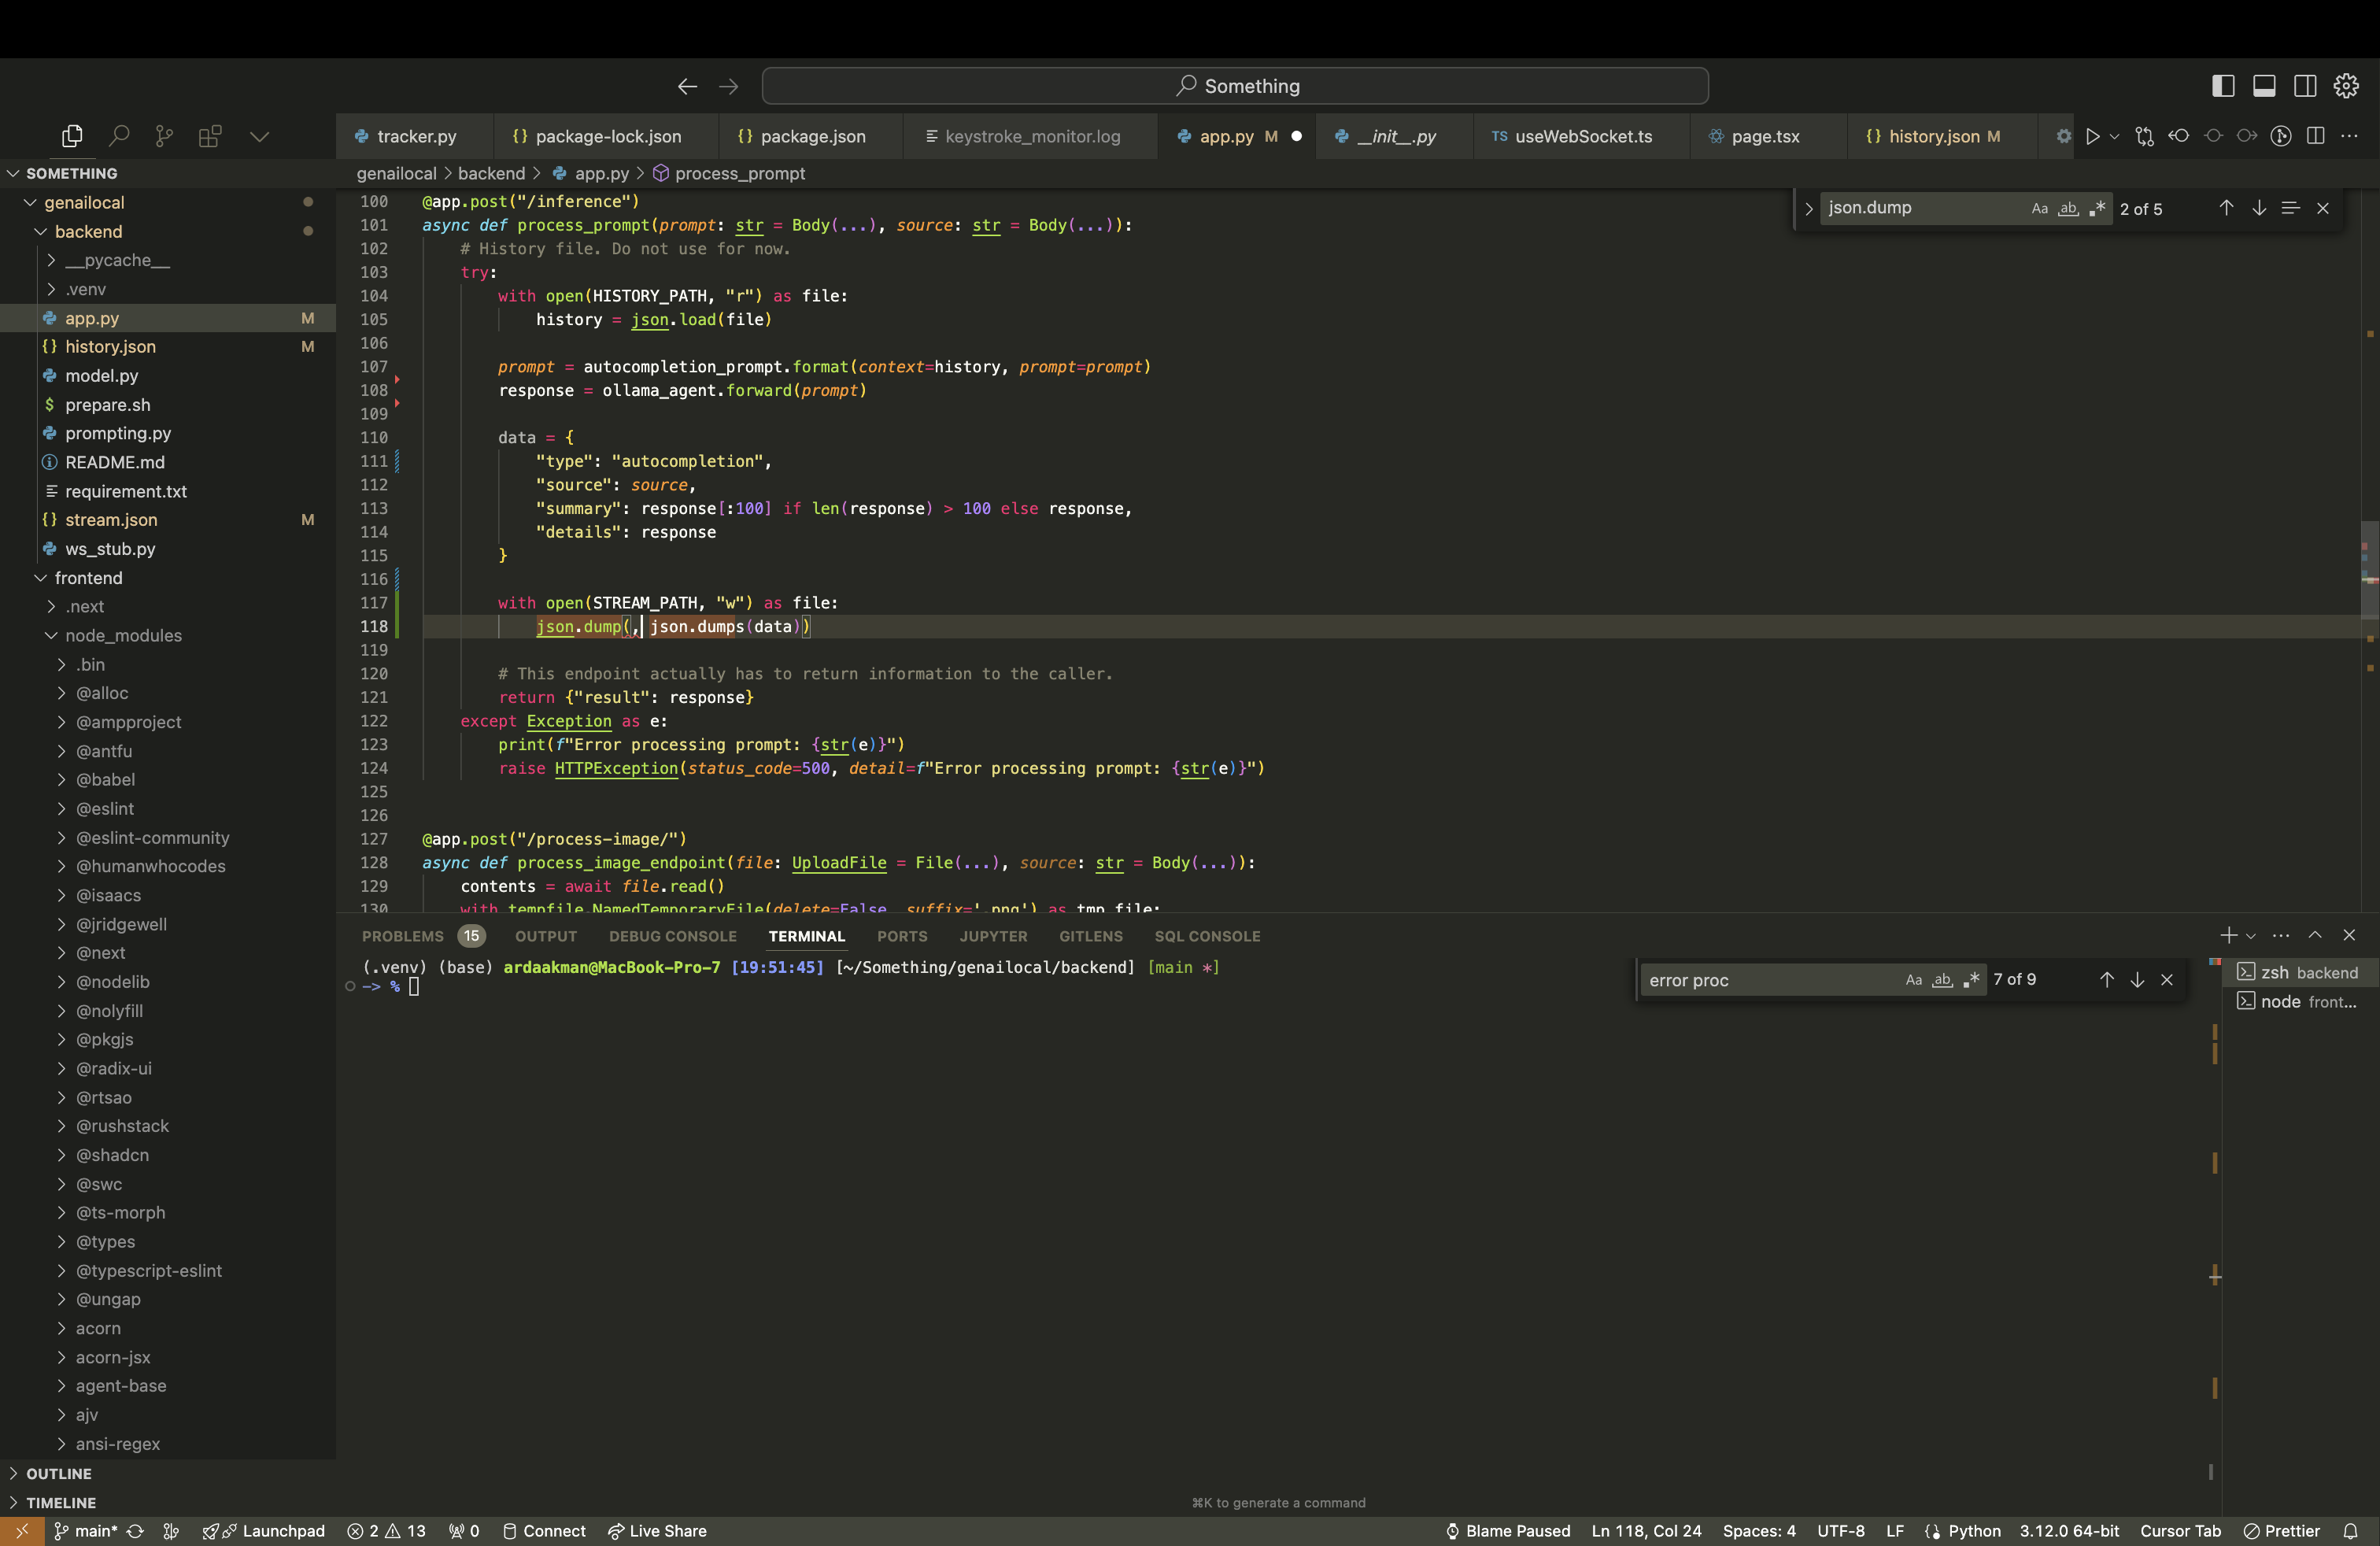 Something
tracker.py
package-lock.json
package.json
keystroke_monitor.log
app.py M
__init__.py
TS useWebSocket.ts
page.tsx
history.json M
SOMETHING
genailocal
backend
__pycache__
.venv
app.py M
history.json M
model.py
prepare.sh
prompting.py
README.md
requirement.txt
stream.json M
ws_stub.py
frontend
.next
node_modules
.bin
@alloc
@ampproject
@antfu
@babel
@eslint
@eslint-community
@humanwhocodes
@isaacs
@jridgewell
@next
@nodelib
@nolyfill
@pkgjs
@radix-ui
@rtsao
@rushstack
@shadcn
@swc
@ts-morph
@types
@typescript-eslint
@ungap
acorn
acorn-jsx
agent-base
ajv
ansi-regex
OUTLINE
TIMELINE
genailocal > backend > app.py > process_prompt
json.dump Aa ab .* 2 of 5
100 @app.post("/inference")
101 async def process_prompt(prompt: str = Body(...), source: str = Body(...)):
102 # History file. Do not use for now.
103 try:
104 with open(HISTORY_PATH, "r") as file:
105 history = json.load(file)
106
107 prompt = autocompletion_prompt.format(context=history, prompt=prompt)
108 response = ollama_agent.forward(prompt)
109
110 data = {
111 "type": "autocompletion",
112 "source": source,
113 "summary": response[:100] if len(response) > 100 else response,
114 "details": response
115 }
116
117 with open(STREAM_PATH, "w") as file:
118 json.dump(, json.dumps(data))
119
120 # This endpoint actually has to return information to the caller.
121 return {"result": response}
122 except Exception as e:
123 print(f"Error processing prompt: {str(e)}")
124 raise HTTPException(status_code=500, detail=f"Error processing prompt: {str(e)}")
125
126
127 @app.post("/process-image/")
128 async def process_image_endpoint(file: UploadFile = File(...), source: str = Body(...)):
129 contents = await file.read()
130 with tempfile.NamedTemporaryFile(delete=False, suffix='.png') as tmp_file:
PROBLEMS 15 OUTPUT DEBUG CONSOLE TERMINAL PORTS JUPYTER GITLENS SQL CONSOLE
(.venv) (base) ardaakman@MacBook-Pro-7 [19:51:45] [~/Something/genailocal/backend] [main *]
-> %
error proc Aa ab .* 7 of 9
zsh backend
node front...
⌘K to generate a command
main* Launchpad 2 13 0 Connect Live Share Blame Paused Ln 118, Col 24 Spaces: 4 UTF-8 LF Python 3.12.0 64-bit Cursor Tab Prettier